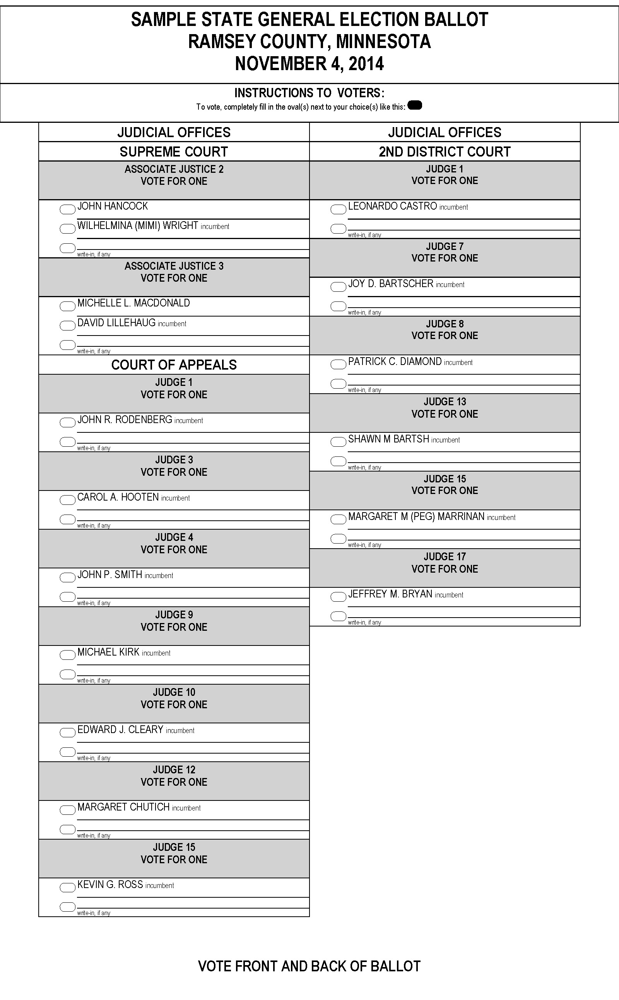 SAMPLE STATE GENERAL ELECTION BALLOT
RAMSEY COUNTY, MINNESOTA
NOVEMBER 4, 2014
INSTRUCTIONS TO VOTERS:
To vote, completely fill in the oval(s) next to your choice(s) like this:
JUDICIAL OFFICES
SUPREME COURT
ASSOCIATE JUSTICE 2
VOTE FOR ONE
JOHN HANCOCK
WILHELMINA (MIMI) WRIGHT incumbent
write-in, if any
ASSOCIATE JUSTICE 3
VOTE FOR ONE
MICHELLE L. MACDONALD
DAVID LILLEHAUG incumbent
write-in, if any
COURT OF APPEALS
JUDGE 1
VOTE FOR ONE
JOHN R. RODENBERG incumbent
write-in, if any
JUDGE 3
VOTE FOR ONE
CAROL A. HOOTEN incumbent
write-in, if any
JUDGE 4
VOTE FOR ONE
JOHN P. SMITH incumbent
write-in, if any
JUDGE 9
VOTE FOR ONE
MICHAEL KIRK incumbent
write-in, if any
JUDGE 10
VOTE FOR ONE
EDWARD J. CLEARY incumbent
write-in, if any
JUDGE 12
VOTE FOR ONE
MARGARET CHUTICH incumbent
write-in, if any
JUDGE 15
VOTE FOR ONE
KEVIN G. ROSS incumbent
write-in, if any
JUDICIAL OFFICES
2ND DISTRICT COURT
JUDGE 1
VOTE FOR ONE
LEONARDO CASTRO incumbent
write-in, if any
JUDGE 7
VOTE FOR ONE
JOY D. BARTSCHER incumbent
write-in, if any
JUDGE 8
VOTE FOR ONE
PATRICK C. DIAMOND incumbent
write-in, if any
JUDGE 13
VOTE FOR ONE
SHAWN M BARTSH incumbent
write-in, if any
JUDGE 15
VOTE FOR ONE
MARGARET M (PEG) MARRINAN incumbent
write-in, if any
JUDGE 17
VOTE FOR ONE
JEFFREY M. BRYAN incumbent
write-in, if any
VOTE FRONT AND BACK OF BALLOT